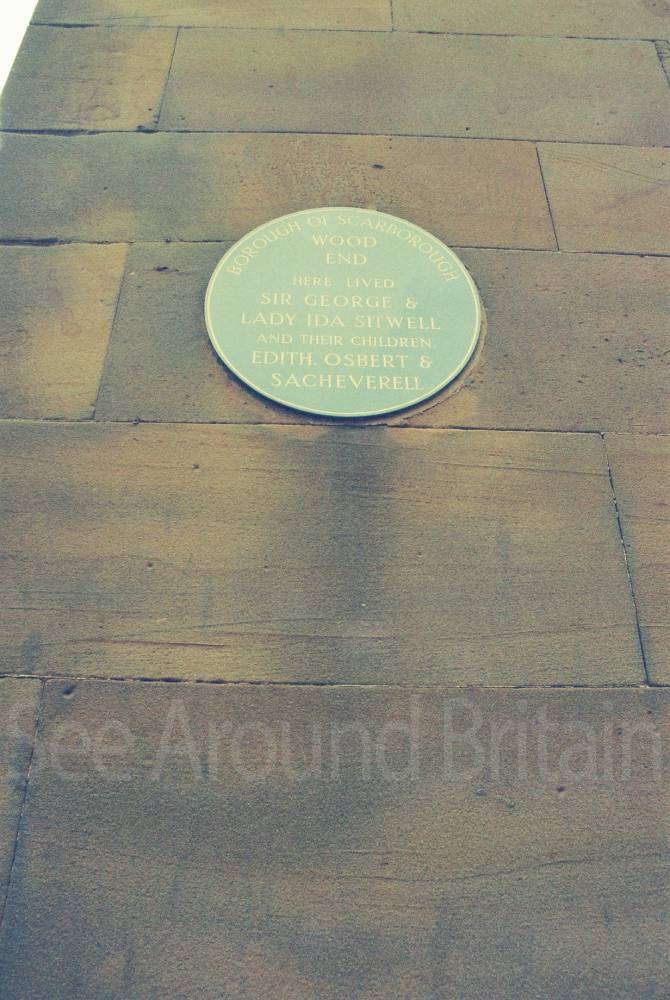 BOROUGH OF SCARBOROUGH
WOOD
END
HERE LIVED
SIR GEORGE &
LADY IDA SITWELL
AND THEIR CHILDREN
EDITH. OSBERT &
SACHEVERELL
See Around Britain